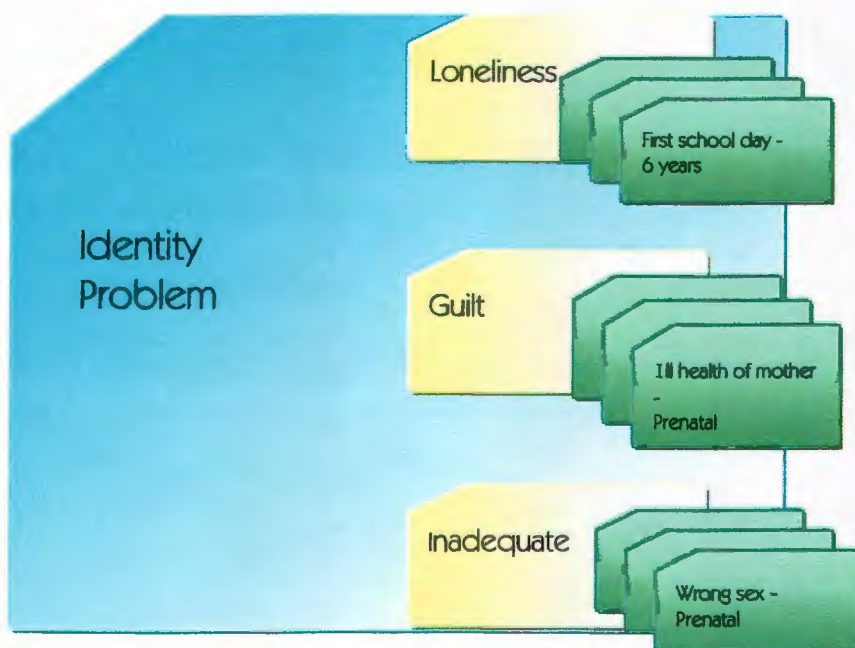 Loneliness
First school day -
6 years
Identity
Problem
Guilt
Ill health of mother
-
Prenatal
Inadequate
Wrong sex -
Prenatal